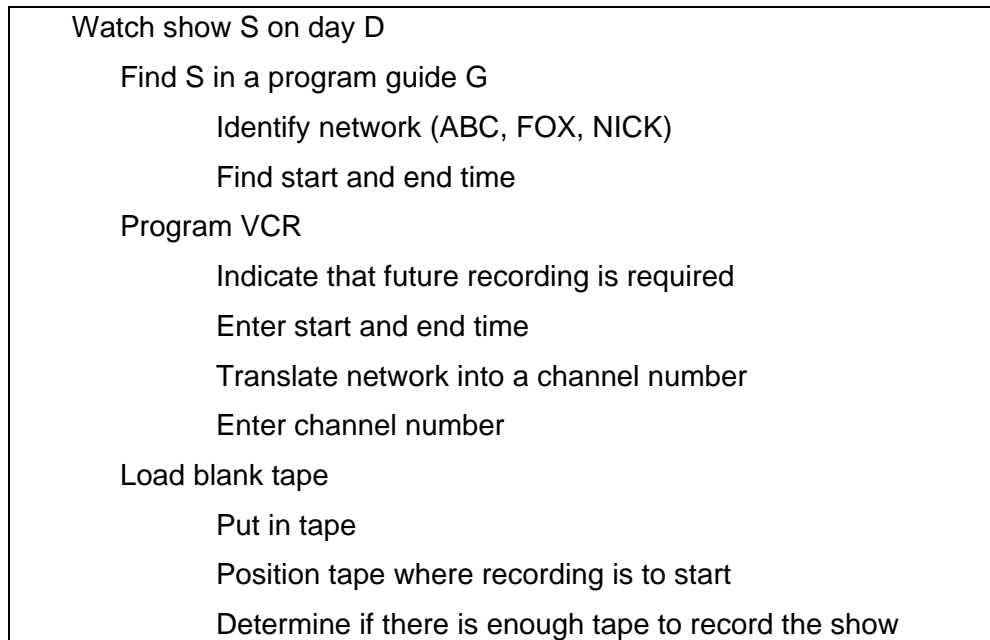 Watch show S on day D
Find S in a program guide G
Identify network (ABC, FOX, NICK)
Find start and end time
Program VCR
Indicate that future recording is required
Enter start and end time
Translate network into a channel number
Enter channel number
Load blank tape
Put in tape
Position tape where recording is to start
Determine if there is enough tape to record the show